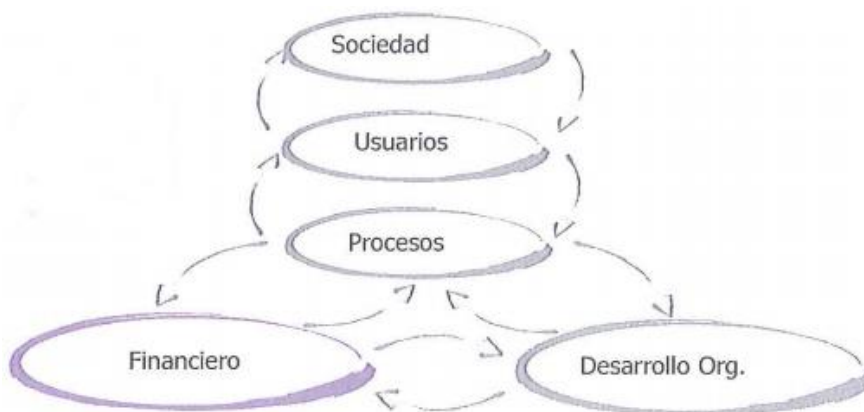 Sociedad
Usuarios
Procesos
Financiero
Desarrollo Org.